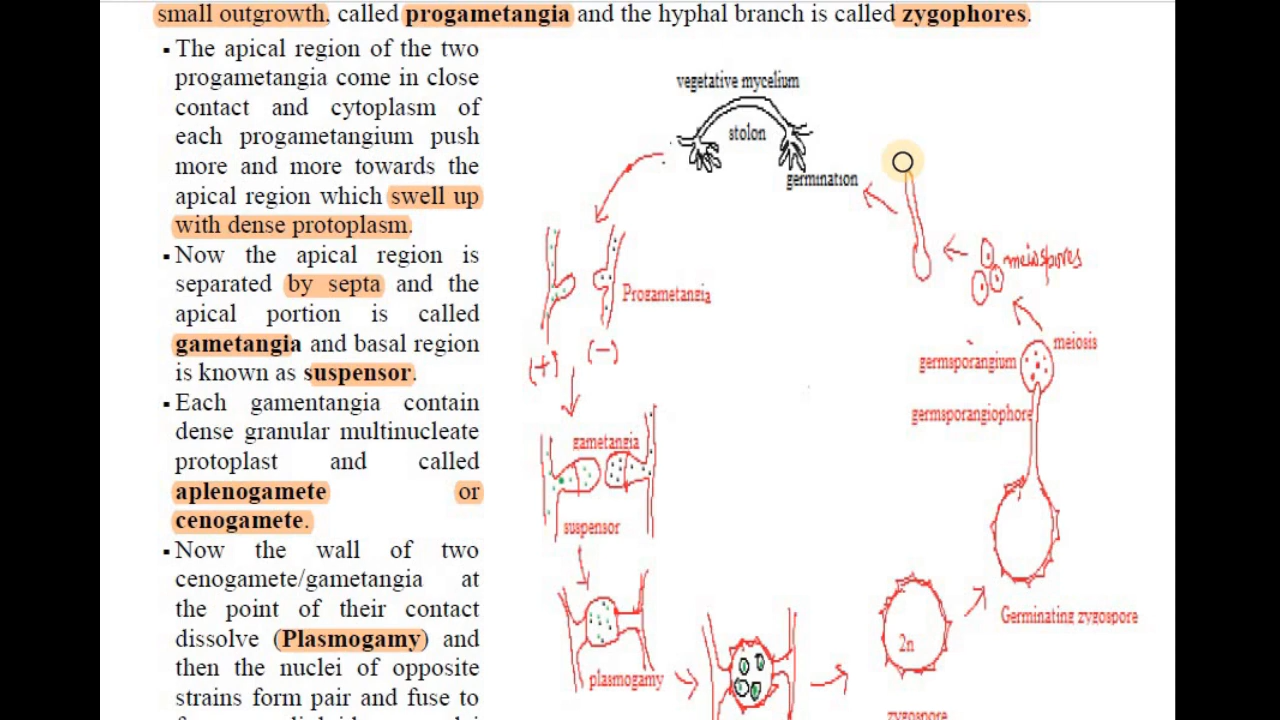 small outgrowth, called progametangia and the hyphal branch is called zygophores.
▪ The apical region of the two
progametangia come in close
contact and cytoplasm of
each progametangium push
more and more towards the
apical region which swell up
with dense protoplasm.
▪ Now the apical region is
separated by septa and the
apical portion is called
gametangia and basal region
is known as suspensor.
▪ Each gamentangia contain
dense granular multinucleate
protoplast and called
aplenogamete or
cenogamete.
▪ Now the wall of two
cenogamete/gametangia at
the point of their contact
dissolve (Plasmogamy) and
then the nuclei of opposite
strains form pair and fuse to
vegetative mycelium
stolon
germination
meiospores
Progametangia
(+) (-)
meiosis
germsporangium
germsporangiophore
gametangia
suspensor
Germinating zygospore
2n
plasmogamy
zygospore